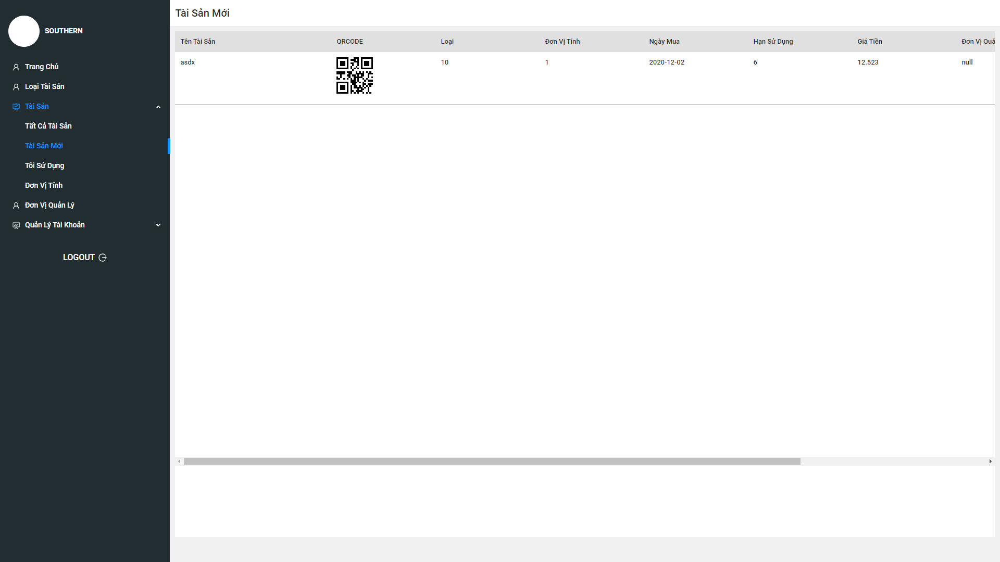 SOUTHERN
Trang Chủ
Loại Tài Sản
Tài Sản
Tất Cả Tài Sản
Tài Sản Mới
Tôi Sử Dụng
Đơn Vị Tính
Đơn Vị Quản Lý
Quản Lý Tài Khoản
LOGOUT
Tài Sản Mới
Tên Tài Sản QRCODE Loại Đơn Vị Tính Ngày Mua Hạn Sử Dụng Giá Tiền Đơn Vị Quả
asdx 10 1 2020-12-02 6 12.523 null